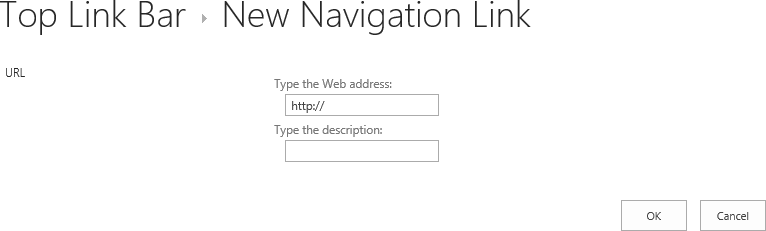 Top Link Bar ▸ New Navigation Link
URL
Type the Web address:
http://
Type the description:
OK Cancel